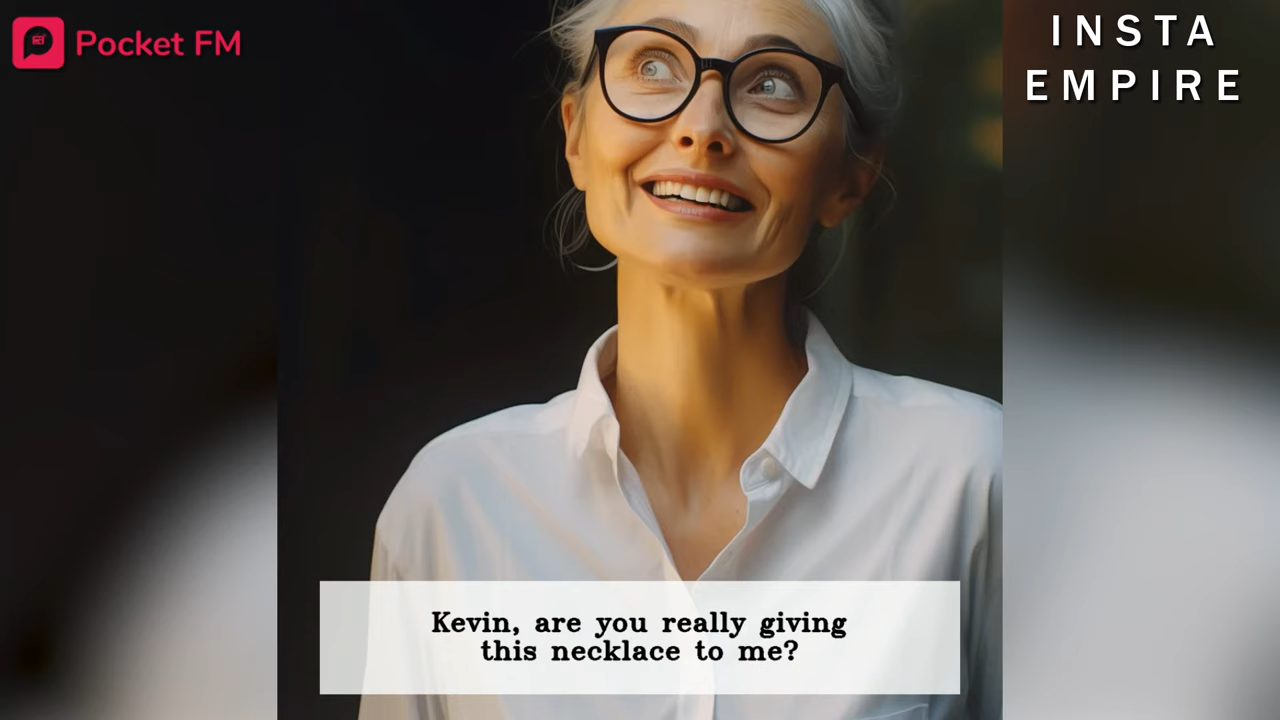 Pocket FM
INSTA
EMPIRE
Kevin, are you really giving
this necklace to me?